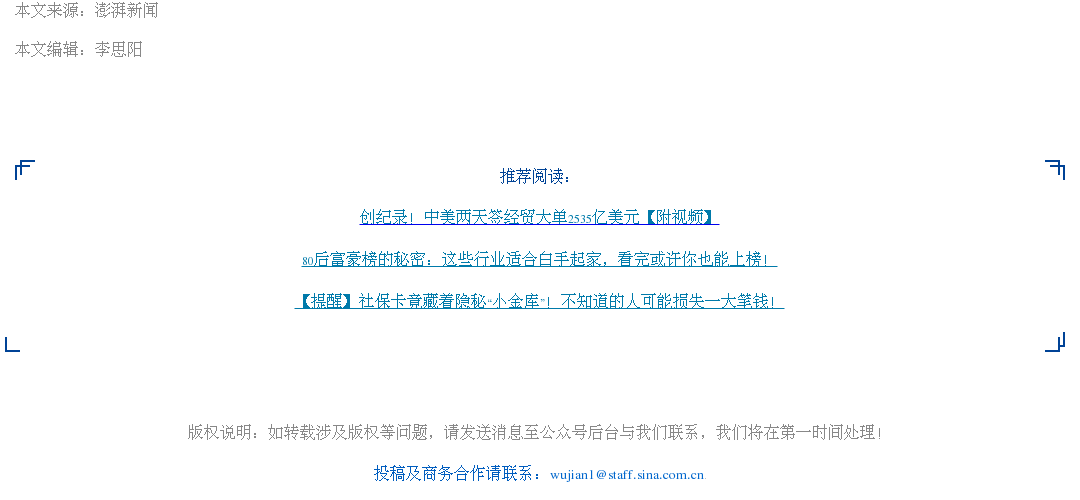 本文来源：澎湃新闻
本文编辑：李思阳
推荐阅读：
创纪录！中美两天签经贸大单2535亿美元【附视频】
80后富豪榜的秘密：这些行业适合白手起家，看完或许你也能上榜！
【提醒】社保卡竟藏着隐秘“小金库”！不知道的人可能损失一大笔钱！
版权说明：如转载涉及版权等问题，请发送消息至公众号后台与我们联系，我们将在第一时间处理！
投稿及商务合作请联系：wujian1@staff.sina.com.cn